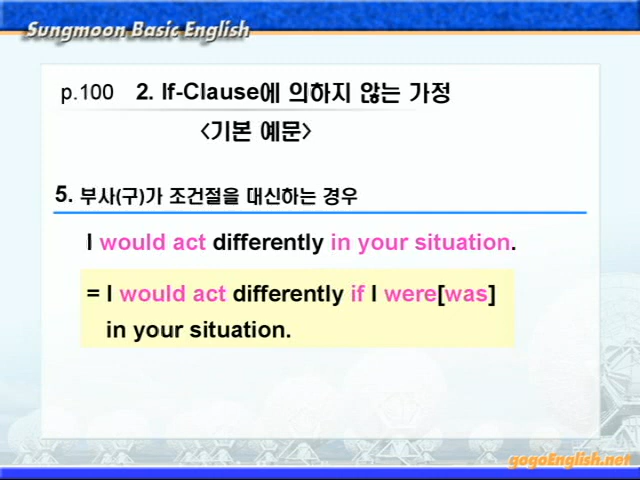 Sungmoon Basic English
p.100 2. If-Clause에 의하지 않는 가정
<기본 예문>
5. 부사(구)가 조건절을 대신하는 경우
I would act differently in your situation.
= I would act differently if I were[was]
in your situation.
gogoEnglish.net